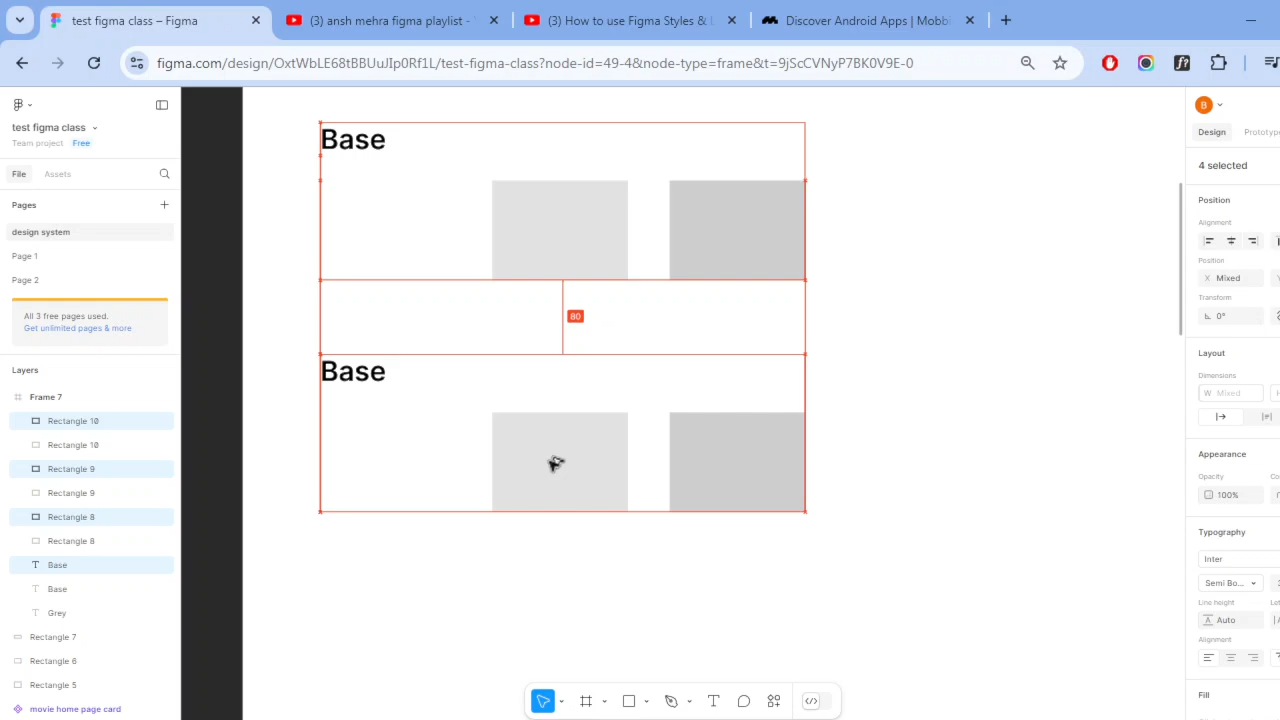 test figma class – Figma
(3) ansh mehra figma playlist -
(3) How to use Figma Styles &
Discover Android Apps | Mobbi
figma.com/design/OxtWbLE68tBBUuJIp0Rf1L/test-figma-class?node-id=49-4&node-type=frame&t=9jScCVNyP7BK0V9E-0
f?
test figma class
Team project Free
File Assets
Pages
design system
Page 1
Page 2
All 3 free pages used.
Get unlimited pages & more
Layers
Frame 7
Rectangle 10
Rectangle 10
Rectangle 9
Rectangle 9
Rectangle 8
Rectangle 8
Base
Base
Grey
Rectangle 7
Rectangle 6
Rectangle 5
movie home page card
Base
80
Base
B
Design Prototype
4 selected
Position
Alignment
Position
X Mixed
Transform
0°
Layout
Dimensions
W Mixed
Appearance
Opacity
100%
Typography
Inter
Semi Bo...
Line height
Auto
Alignment
Fill